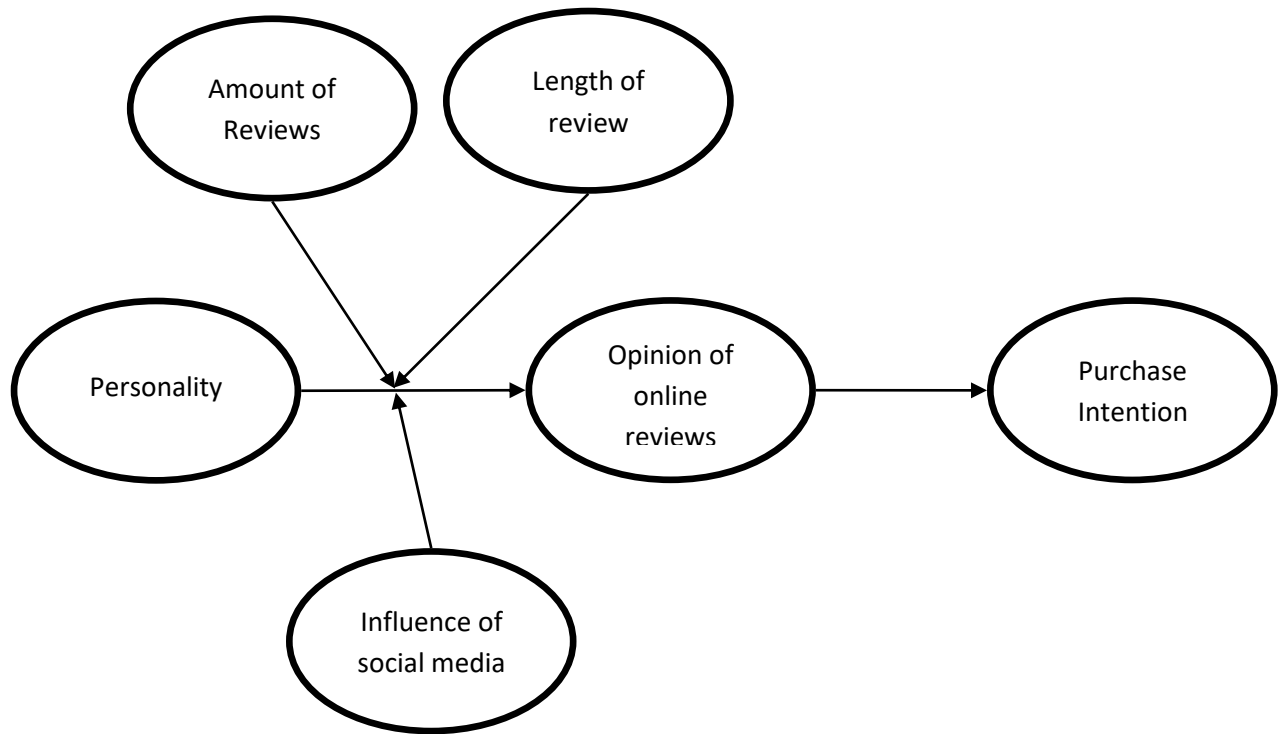 Amount of
Reviews
Length of
review
Personality
Opinion of
online
reviews
Purchase
Intention
Influence of
social media